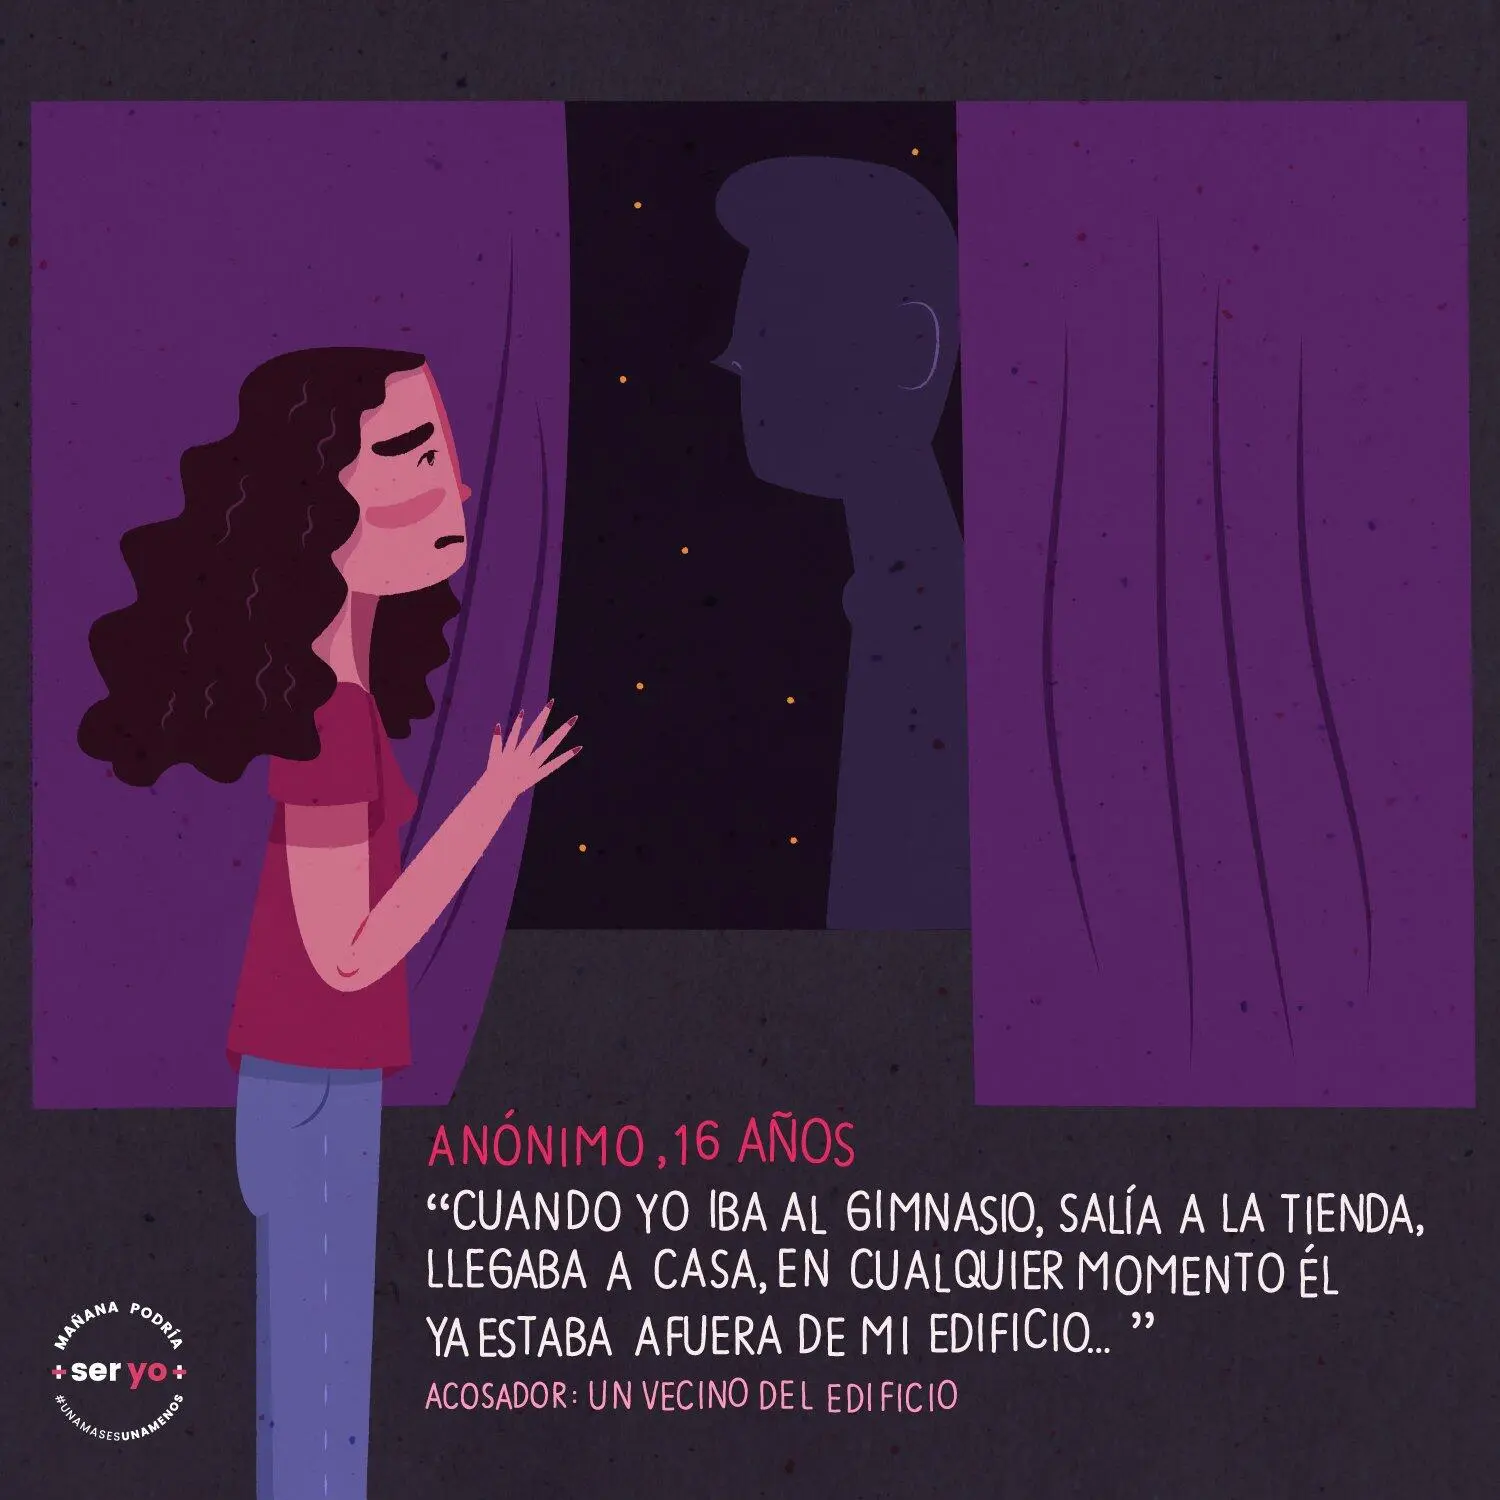 ANÓNIMO, 16 AÑOS
“CUANDO YO IBA AL GIMNASIO, SALÍA A LA TIENDA,
LLEGABA A CASA, EN CUALQUIER MOMENTO ÉL
YA ESTABA AFUERA DE MI EDIFICIO... ”
ACOSADOR: UN VECINO DEL EDIFICIO
MAÑANA PODRÍA
ser yo
#UNAMASESUNAMENOS